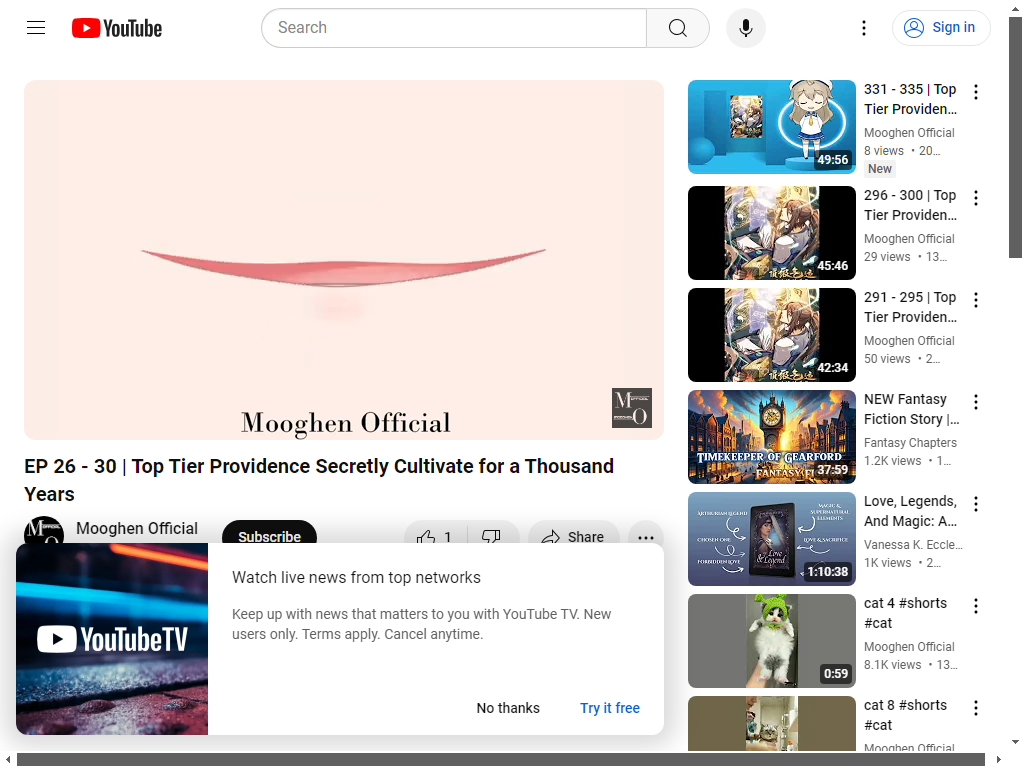 YouTube
Search
Sign in
Mooghen Official
EP 26 - 30 | Top Tier Providence Secretly Cultivate for a Thousand
Years
Mooghen Official
Subscribe
1
Share
YouTubeTV
Watch live news from top networks
Keep up with news that matters to you with YouTube TV. New
users only. Terms apply. Cancel anytime.
No thanks
Try it free
49:56
331 - 335 | Top
Tier Providen…
Mooghen Official
8 views • 20…
New
45:46
296 - 300 | Top
Tier Providen…
Mooghen Official
29 views • 13…
42:34
291 - 295 | Top
Tier Providen…
Mooghen Official
50 views • 2…
TIMEKEEPER OF GEARFORD
37:59
NEW Fantasy
Fiction Story |…
Fantasy Chapters
1.2K views • 1…
ARTHURIAN LEGEND
MAGIC &
SUPERNATURAL
ELEMENTS
CHOSEN ONE
LOVE & SACRIFICE
FORBIDDEN LOVE
Love
& Legend
1:10:38
Love, Legends,
And Magic: A…
Vanessa K. Eccle…
1K views • 2…
0:59
cat 4 #shorts
#cat
Mooghen Official
8.1K views • 13…
cat 8 #shorts
#cat
Mooghen Official